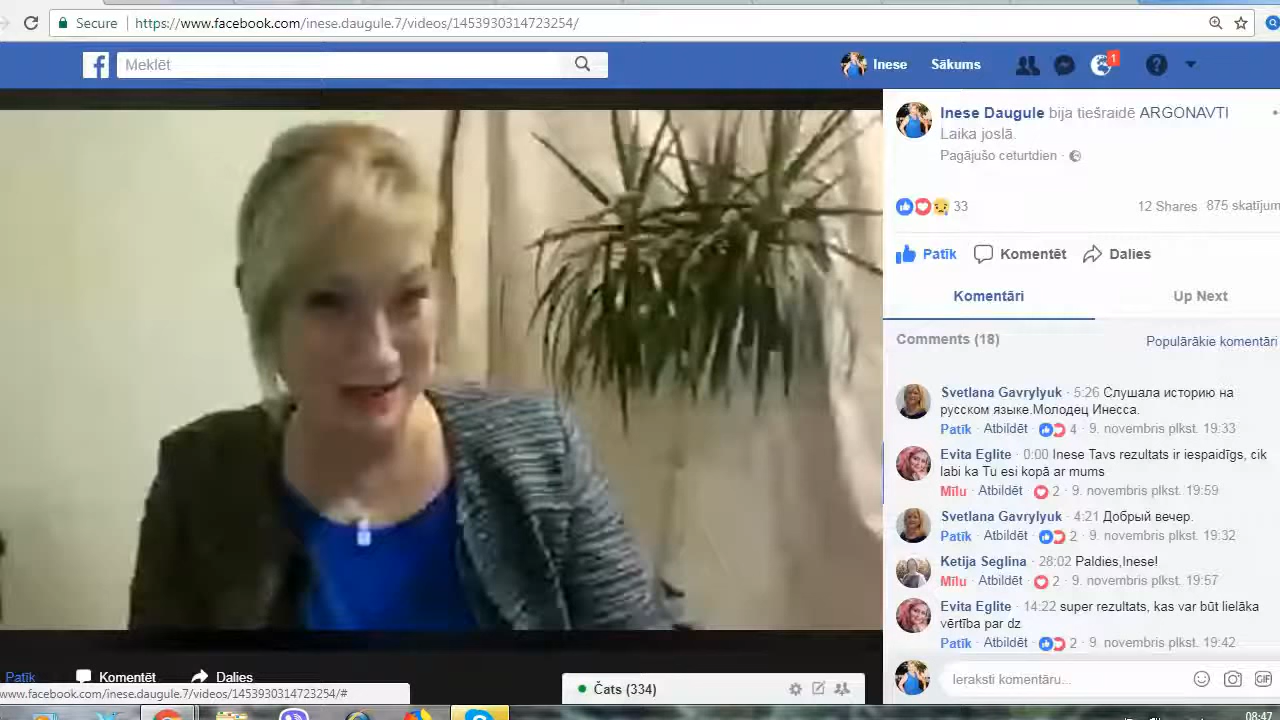 Secure https://www.facebook.com/inese.daugule.7/videos/1453930314723254/
f Meklēt
Inese Sākums 1 ?
Inese Daugule bija tiešraidē ARGONAVTI
Laika joslā.
Pagājušo ceturtdien ·
33 12 Shares 875 skatījum
Patīk Komentēt Dalies
Komentāri Up Next
Comments (18) Populārākie komentāri
Svetlana Gavrylyuk · 5:26 Слушала историю на
русском языке.Молодец Инесса.
Patīk · Atbildēt · 4 · 9. novembris plkst. 19:33
Evita Eglite · 0:00 Inese Tavs rezultats ir iespaidīgs, cik
labi ka Tu esi kopā ar mums
Mīlu · Atbildēt · 2 · 9. novembris plkst. 19:59
Svetlana Gavrylyuk · 4:21 Добрый вечер.
Patīk · Atbildēt · 2 · 9. novembris plkst. 19:32
Ketija Seglina · 28:02 Paldies,Inese!
Mīlu · Atbildēt · 2 · 9. novembris plkst. 19:57
Evita Eglite · 14:22 super rezultats, kas var būt lielāka
vērtība par dz
Patīk · Atbildēt · 2 · 9. novembris plkst. 19:42
Ieraksti komentāru... GIF
Patīk Komentēt Dalies
Čats (334)
www.facebook.com/inese.daugule.7/videos/1453930314723254/#
08:47